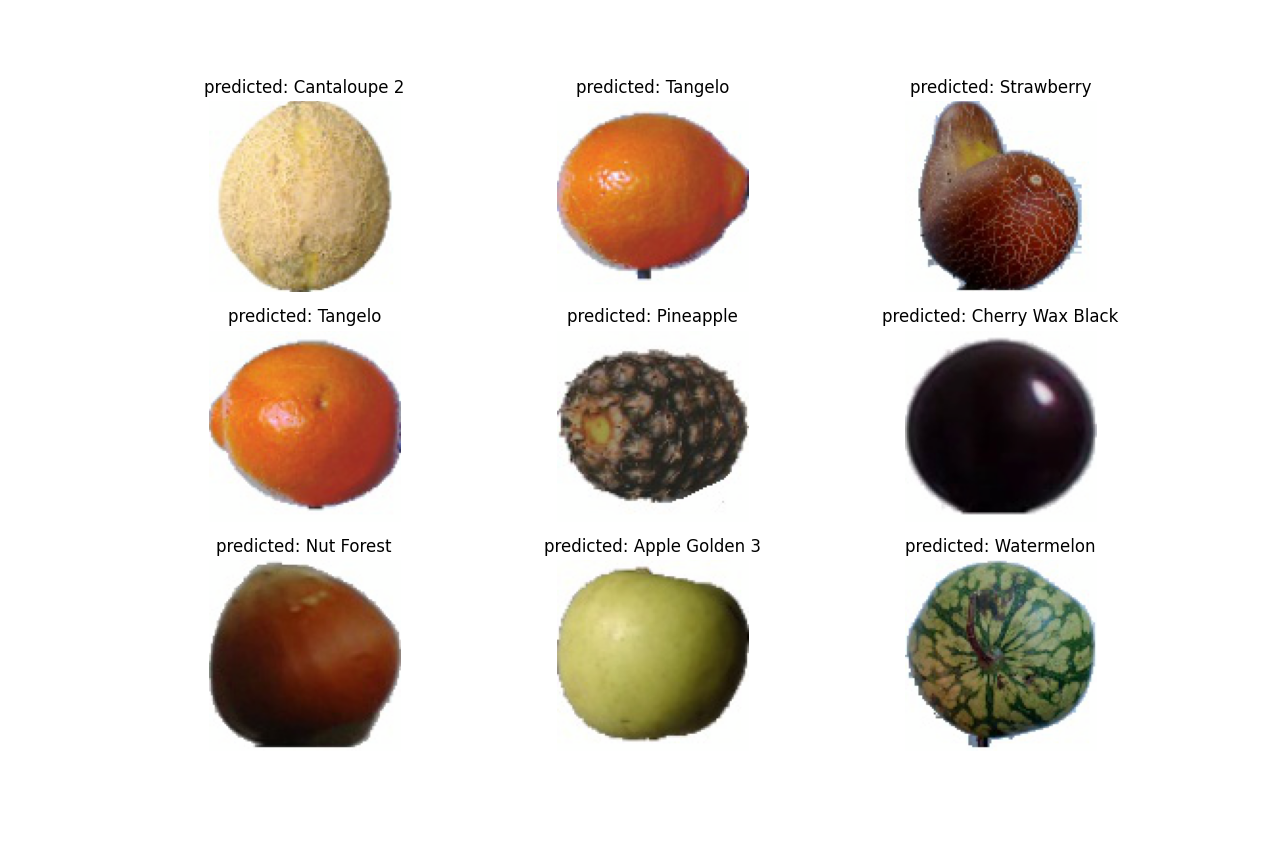 predicted: Cantaloupe 2
predicted: Tangelo
predicted: Strawberry
predicted: Tangelo
predicted: Pineapple
predicted: Cherry Wax Black
predicted: Nut Forest
predicted: Apple Golden 3
predicted: Watermelon